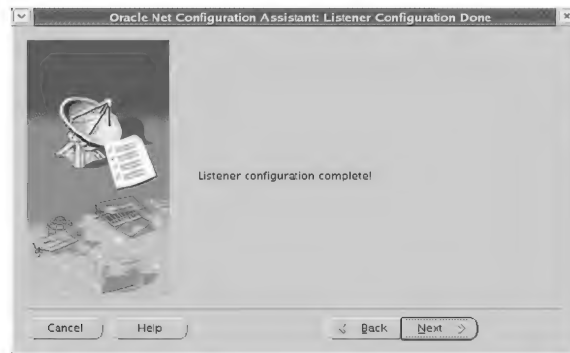 Oracle Net Configuration Assistant: Listener Configuration Done
Listener configuration complete!
Cancel
Help
Back
Next